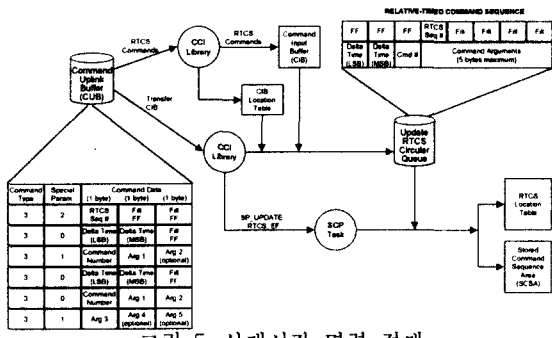 RELATIVE-TIMED COMMAND SEQUENCE
FF FF FF RTCS Seq # Fill Fill Fill Fill
Delta Time (LSB) Delta Time (MSB) Cmd # Command Arguments (5 bytes maximum)
Command Uplink Buffer (CUB)
RTCS Commands
CCI Library
RTCS Commands
Command Input Buffer (CIB)
CIB Location Table
Transfer CIB
CCI Library
Update RTCS Circuler Queue
SP_UPDATE RTCS_EF
SCP Task
RTCS Location Table
Stored Command Sequence Area (SCSA)
Command Type Special Param Command Data
(1 byte) (1 byte) (1 byte)
3 2 RTCS Seq # Fill FF Fill FF
3 0 Delta Time (LSB) Delta Time (MSB) Fill FF
3 1 Command Number Arg 1 Arg 2 (optional)
3 0 Delta Time (LSB) Delta Time (MSB) Fill FF
3 0 Command Number Arg 1 Arg 2
3 1 Arg 3 Arg 4 (optional) Arg 5 (optional)